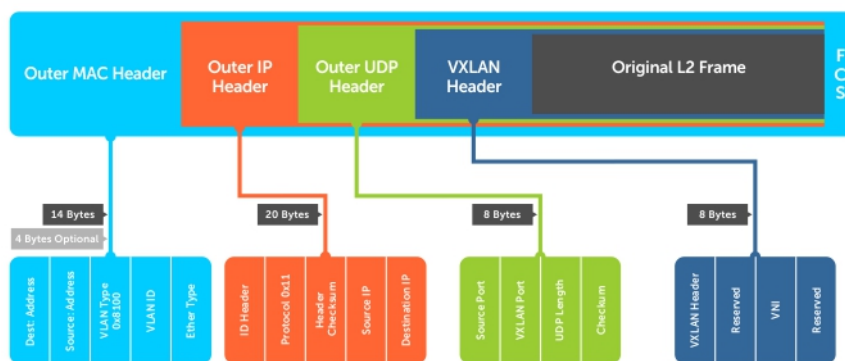 Outer MAC Header
Outer IP
Header
Outer UDP
Header
VXLAN
Header
Original L2 Frame
F
C
S
14 Bytes
4 Bytes Optional
20 Bytes
8 Bytes
8 Bytes
Dest: Address
Source: Address
VLAN Type
0x8100
VLAN ID
Ether Type
ID Header
Protocol 0x11
Header
Checksum
Source IP
Destination IP
Source Port
VXLAN Port
UDP Length
Checkum
VXLAN Header
Reserved
VNI
Reserved